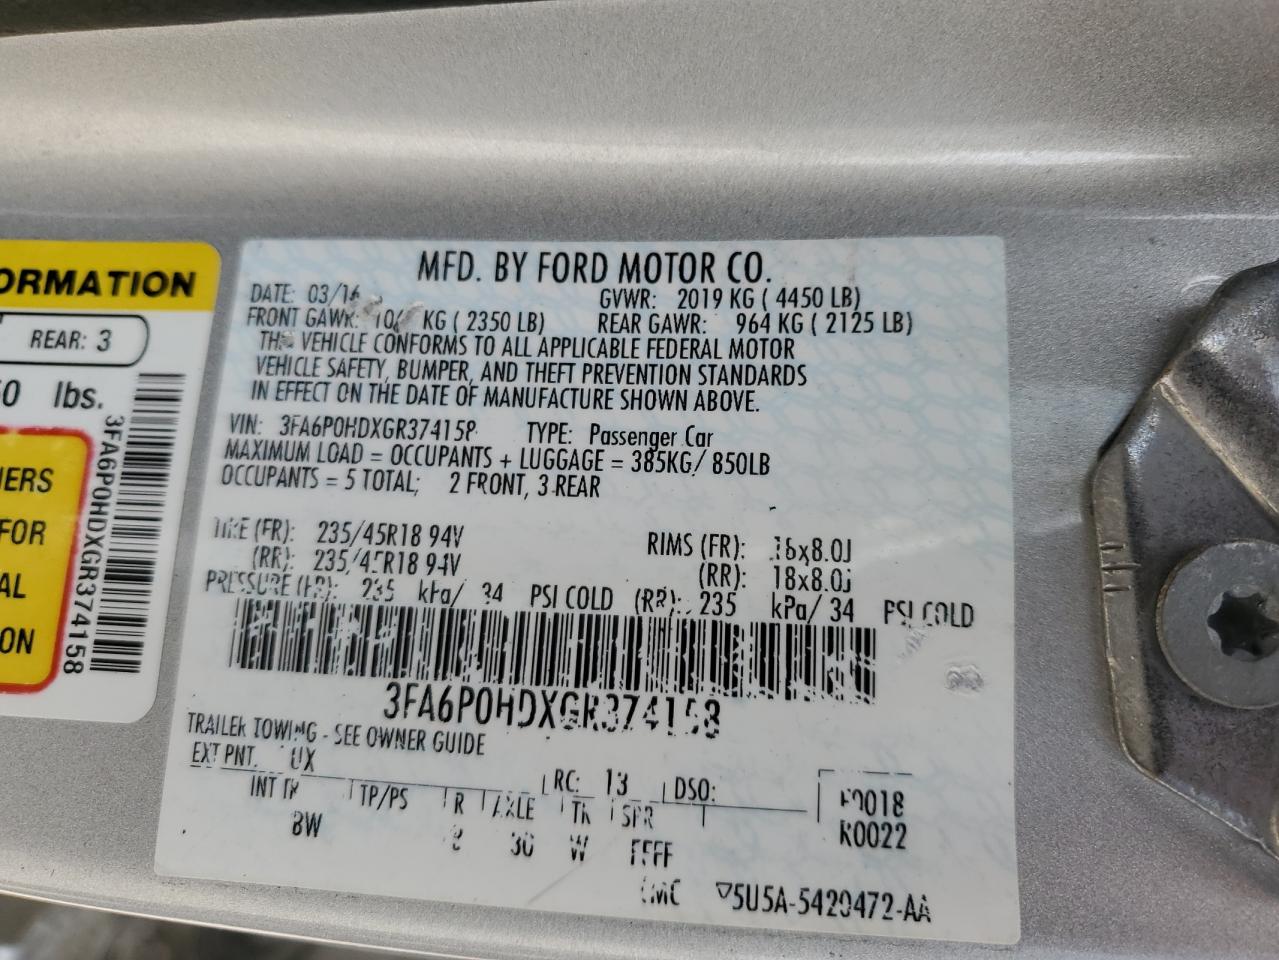 ORMATION
REAR: 3
lbs.
IERS
FOR
AL
ON
3FA6P0HDXGR374158
MFD. BY FORD MOTOR CO.
DATE: 03/16 GVWR: 2019 KG ( 4450 LB)
FRONT GAWR: KG ( 2350 LB) REAR GAWR: 964 KG ( 2125 LB)
THIS VEHICLE CONFORMS TO ALL APPLICABLE FEDERAL MOTOR
VEHICLE SAFETY, BUMPER, AND THEFT PREVENTION STANDARDS
IN EFFECT ON THE DATE OF MANUFACTURE SHOWN ABOVE.
VIN: 3FA6P0HDXGR374158 TYPE: Passenger Car
MAXIMUM LOAD = OCCUPANTS + LUGGAGE = 385KG/ 850LB
OCCUPANTS = 5 TOTAL; 2 FRONT, 3 REAR
TIRE (FR): 235/45R18 94V RIMS (FR): 18x8.0J
(RR): 235/45R18 94V (RR): 18x8.0J
PRESSURE (FR): 235 kPa/ 34 PSI COLD (RR): 235 kPa/ 34 PSI COLD
3FA6P0HDXGR374158
TRAILER TOWING - SEE OWNER GUIDE
EXT PNT: UX RC: 13 DSO: F0018
INT TR TP/PS R AXLE TR SPR R0022
BW 30 W FFFF
▽5U5A-5420472-AA